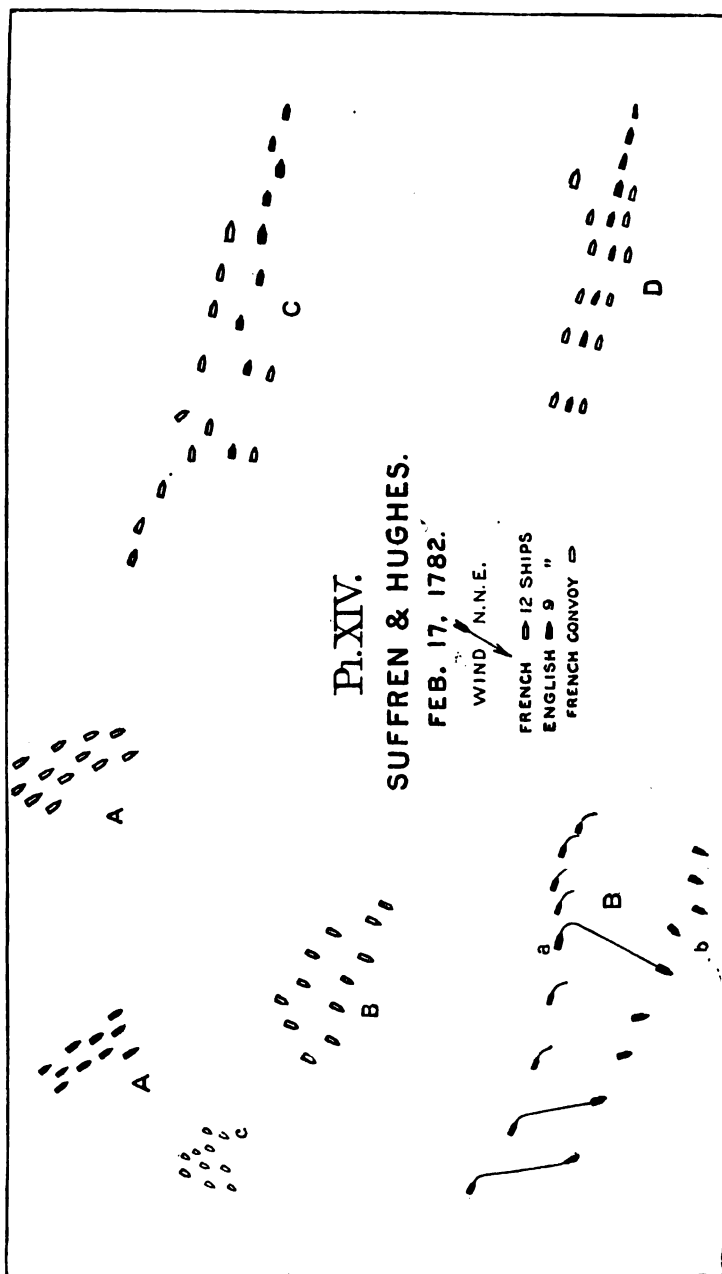 Pl. XIV.
SUFFREN & HUGHES.
FEB. 17, 1782.
WIND N.N.E.
FRENCH 12 SHIPS
ENGLISH 9 "
FRENCH CONVOY
A
A
B
C
D
B
a
b
c